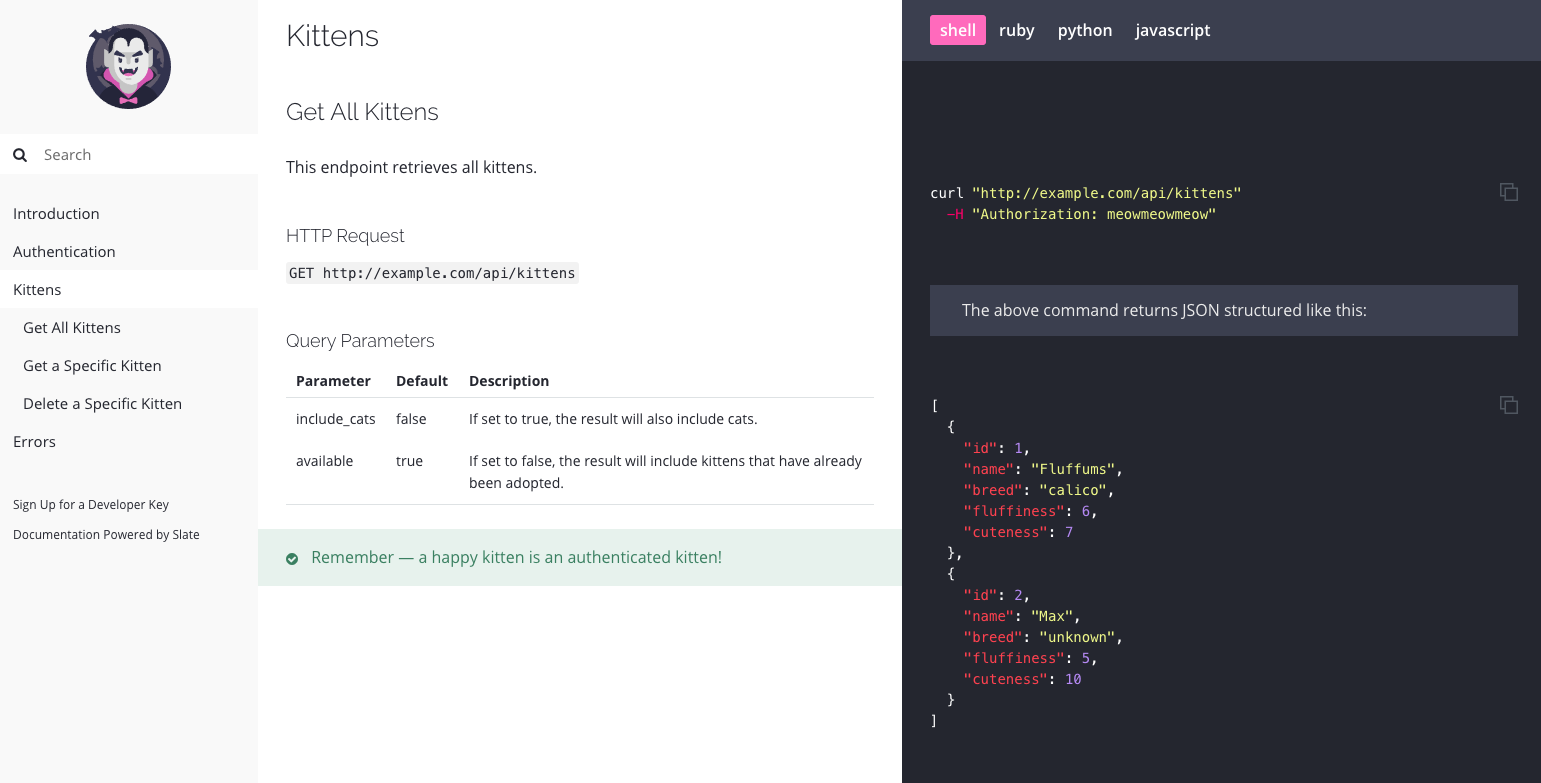 Search
Introduction
Authentication
Kittens
Get All Kittens
Get a Specific Kitten
Delete a Specific Kitten
Errors
Sign Up for a Developer Key
Documentation Powered by Slate
Kittens
Get All Kittens
This endpoint retrieves all kittens.
HTTP Request
GET http://example.com/api/kittens
Query Parameters
Parameter Default Description
include_cats false If set to true, the result will also include cats.
available true If set to false, the result will include kittens that have already
been adopted.
Remember — a happy kitten is an authenticated kitten!
shell ruby python javascript
curl "http://example.com/api/kittens"
  -H "Authorization: meowmeowmeow"
The above command returns JSON structured like this:
[
  {
    "id": 1,
    "name": "Fluffums",
    "breed": "calico",
    "fluffiness": 6,
    "cuteness": 7
  },
  {
    "id": 2,
    "name": "Max",
    "breed": "unknown",
    "fluffiness": 5,
    "cuteness": 10
  }
]